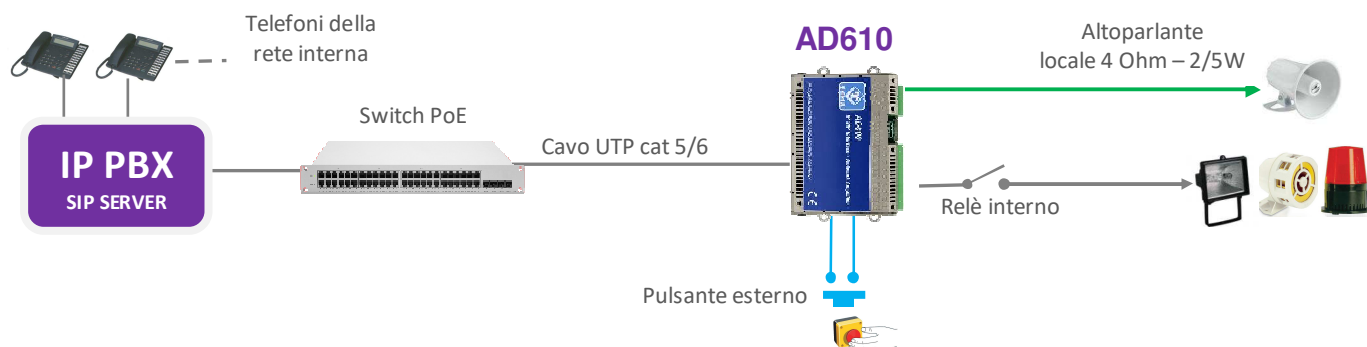 Telefoni della
rete interna
AD610
Altoparlante
locale 4 Ohm – 2/5W
Switch PoE
Cavo UTP cat 5/6
IP PBX
SIP SERVER
Relè interno
Pulsante esterno